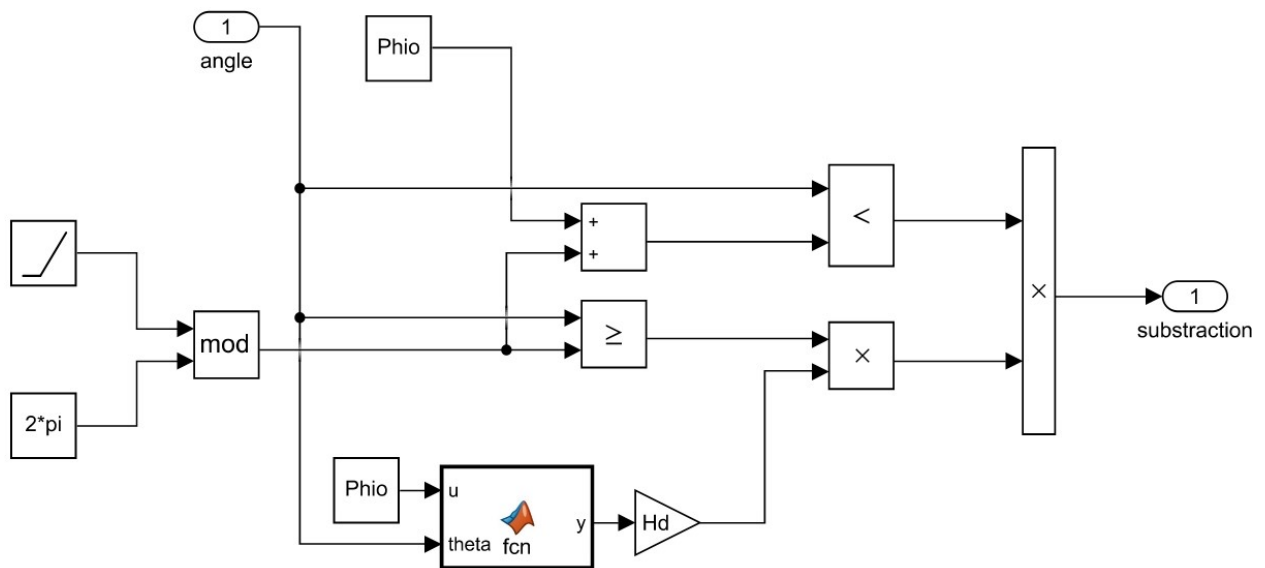 1
angle
Phio
+
+
<
mod
≥
×
×
1
substraction
2*pi
Phio
u
theta
fcn
y
Hd